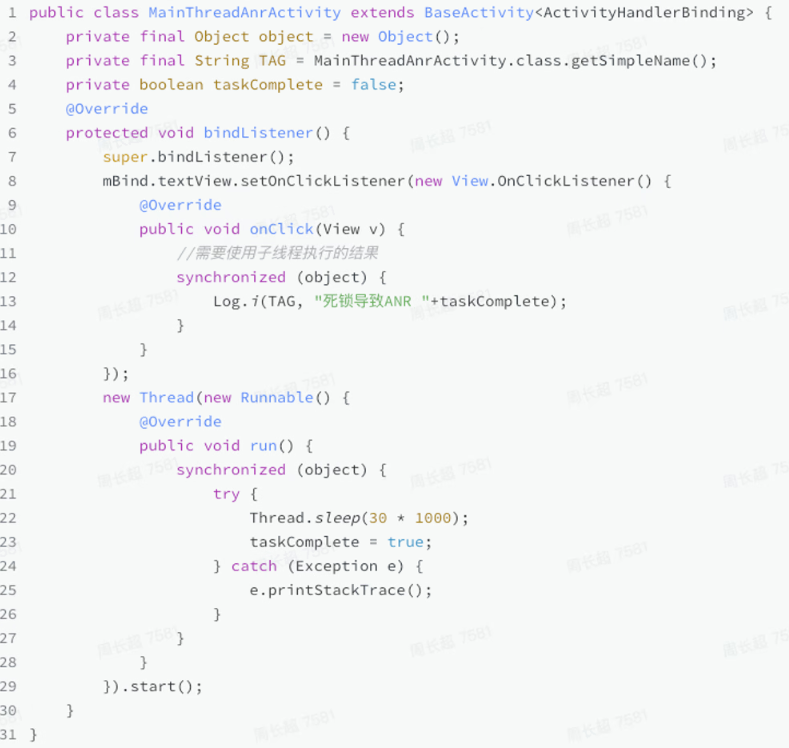 1 public class MainThreadAnrActivity extends BaseActivity<ActivityHandlerBinding> {
2     private final Object object = new Object();
3     private final String TAG = MainThreadAnrActivity.class.getSimpleName();
4     private boolean taskComplete = false;
5     @Override
6     protected void bindListener() {
7         super.bindListener();
8         mBind.textView.setOnClickListener(new View.OnClickListener() {
9             @Override
10             public void onClick(View v) {
11                 //需要使用子线程执行的结果
12                 synchronized (object) {
13                     Log.i(TAG, "死锁导致ANR "+taskComplete);
14                 }
15             }
16         });
17         new Thread(new Runnable() {
18             @Override
19             public void run() {
20                 synchronized (object) {
21                     try {
22                         Thread.sleep(30 * 1000);
23                         taskComplete = true;
24                     } catch (Exception e) {
25                         e.printStackTrace();
26                     }
27                 }
28             }
29         }).start();
30     }
31 }
周长超 7581